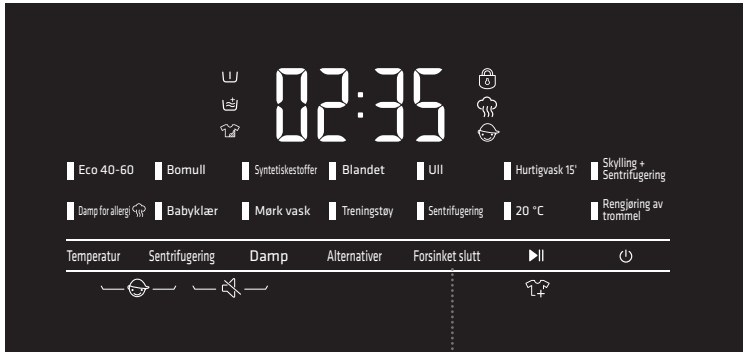 02:35
Eco 40-60 Bomull Syntetiskestoffer Blandet Ull Hurtigvask 15' Skylling +
Sentrifugering
Damp for allergi Babyklær Mørk vask Treningstøy Sentrifugering 20 °C Rengjøring av
trommel
Temperatur Sentrifugering Damp Alternativer Forsinket slutt